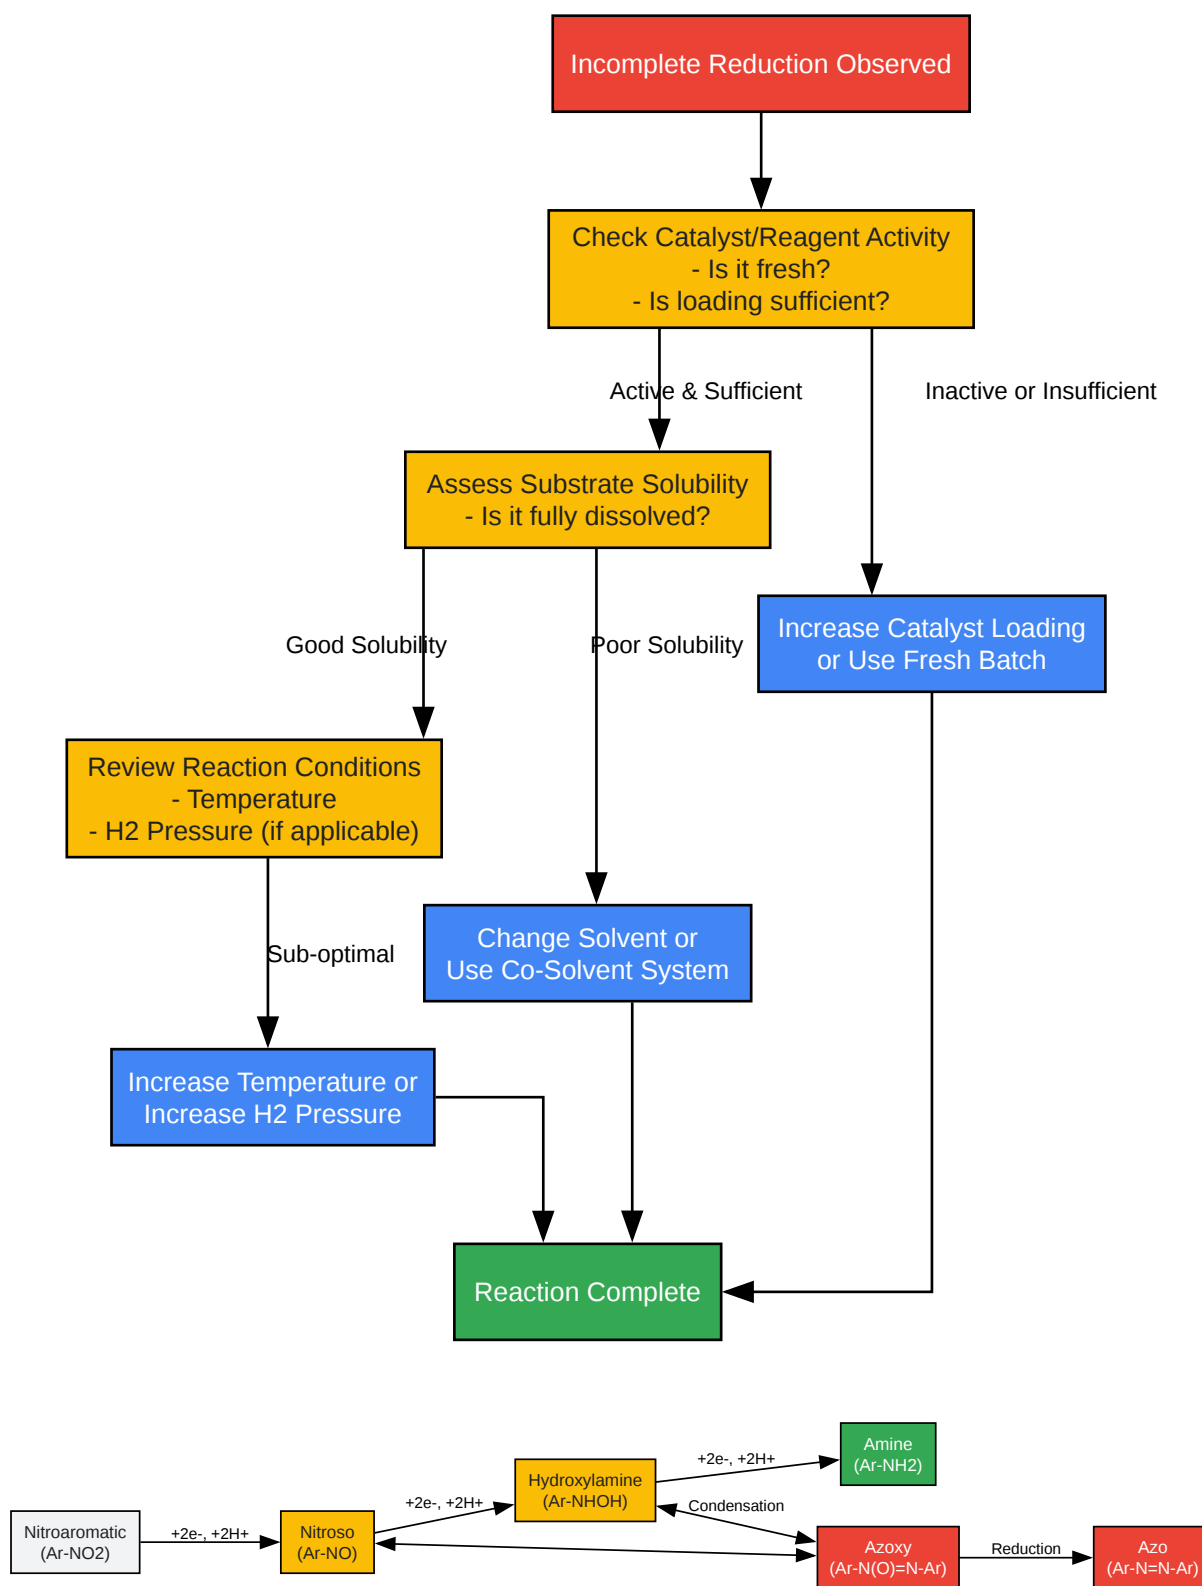 Incomplete Reduction Observed
Check Catalyst/Reagent Activity
- Is it fresh?
- Is loading sufficient?
Active & Sufficient
Inactive or Insufficient
Assess Substrate Solubility
- Is it fully dissolved?
Good Solubility
Poor Solubility
Increase Catalyst Loading
or Use Fresh Batch
Review Reaction Conditions
- Temperature
- H2 Pressure (if applicable)
Sub-optimal
Change Solvent or
Use Co-Solvent System
Increase Temperature or
Increase H2 Pressure
Reaction Complete
Nitroaromatic
(Ar-NO2)
+2e-, +2H+
Nitroso
(Ar-NO)
+2e-, +2H+
Hydroxylamine
(Ar-NHOH)
+2e-, +2H+
Amine
(Ar-NH2)
Condensation
Azoxy
(Ar-N(O)=N-Ar)
Reduction
Azo
(Ar-N=N-Ar)